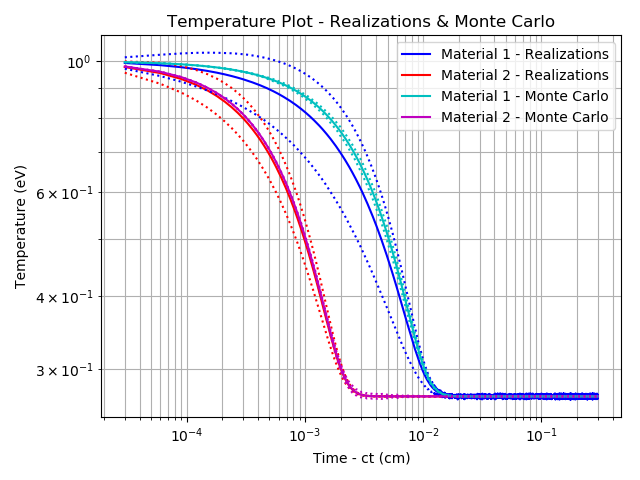 Temperature Plot - Realizations & Monte Carlo
Material 1 - Realizations
Material 2 - Realizations
Material 1 - Monte Carlo
Material 2 - Monte Carlo
Temperature (eV)
10⁰
6 × 10⁻¹
4 × 10⁻¹
3 × 10⁻¹
10⁻⁴ 10⁻³ 10⁻² 10⁻¹
Time - ct (cm)